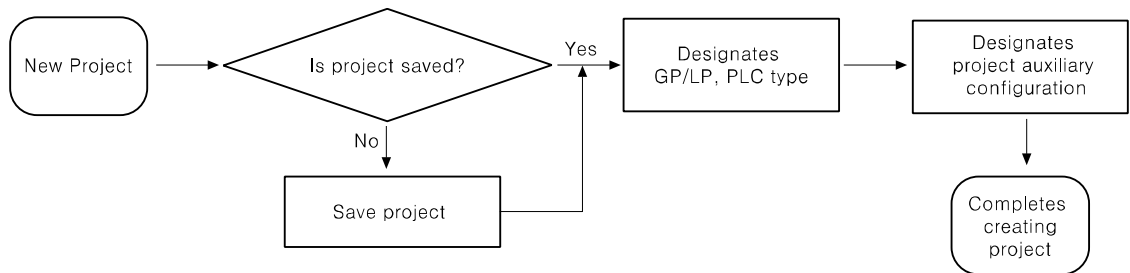 New Project
Is project saved?
Yes
No
Save project
Designates
GP/LP, PLC type
Designates
project auxiliary
configuration
Completes
creating
project